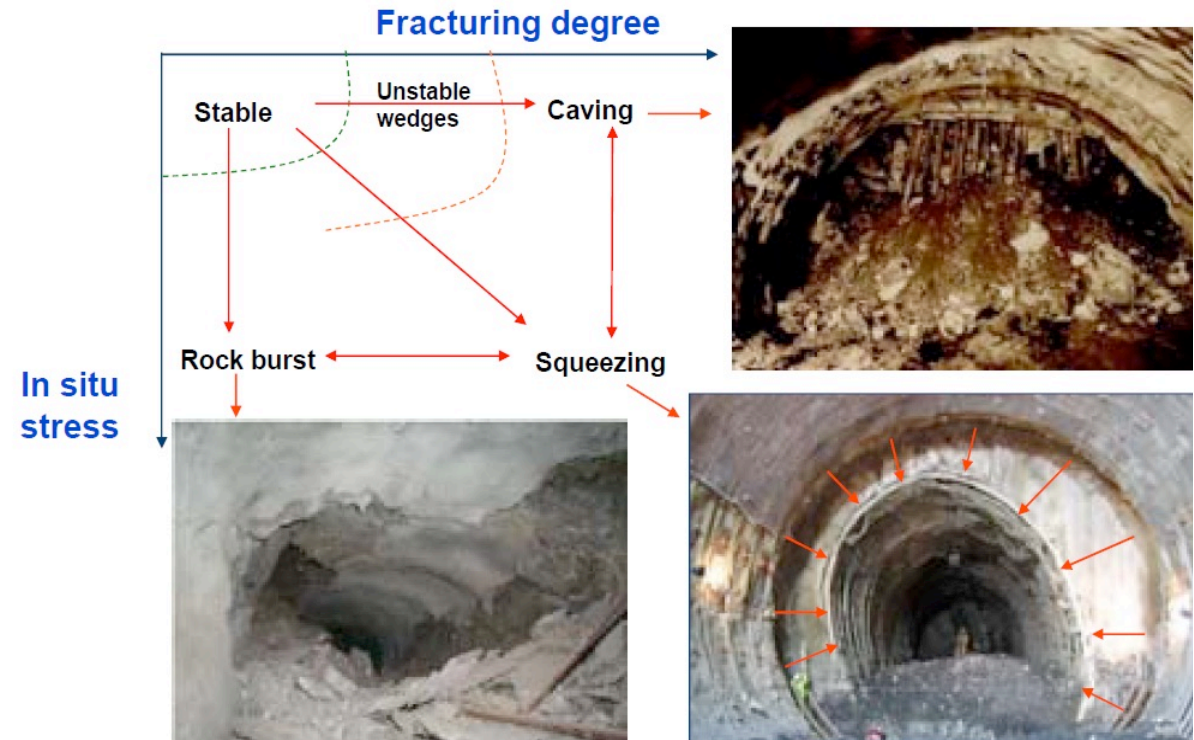 Fracturing degree
Stable
Unstable
wedges
Caving
Rock burst
Squeezing
In situ
stress